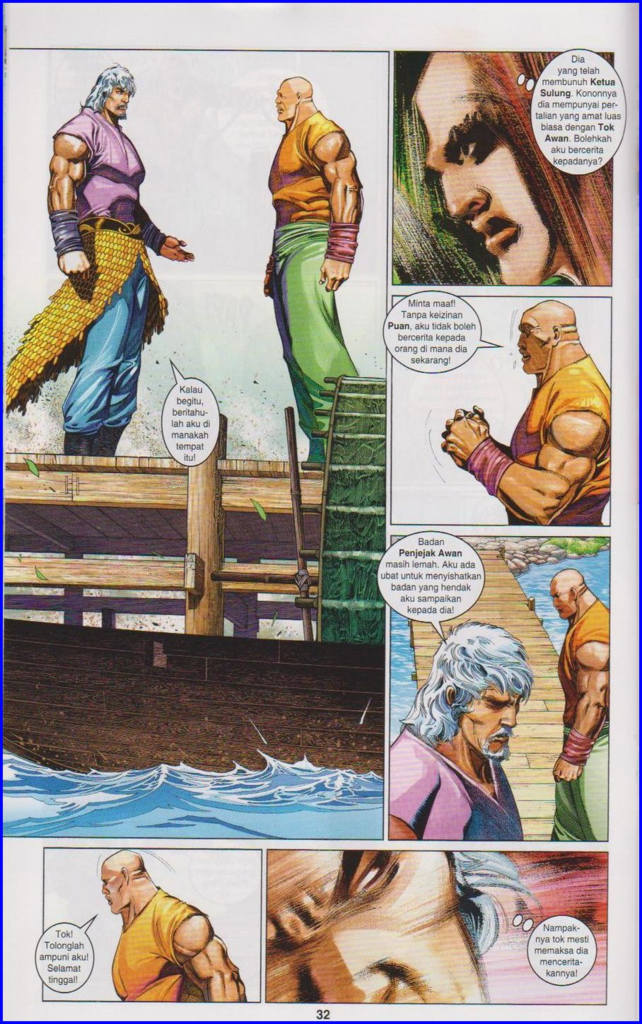 Kalau
begitu,
beritahu-
lah aku di
manakah
tempat
itu!
Dia
yang telah
membunuh Ketua
Sulung. Kononnya
dia mempunyai per-
talian yang amat luas
biasa dengan Tok
Awan. Bolehkah
aku bercerita
kepadanya?
Minta maaf!
Tanpa keizinan
Puan, aku tidak boleh
bercerita kepada
orang di mana dia
sekarang!
Badan
Penjejak Awan
masih lemah. Aku ada
ubat untuk menyishatkan
badan yang hendak
aku sampaikan
kepada dia!
Tok!
Tolonglah
ampuni aku!
Selamat
tinggal!
Nampak-
nya tok mesti
memaksa dia
mencerita-
kannya!
32